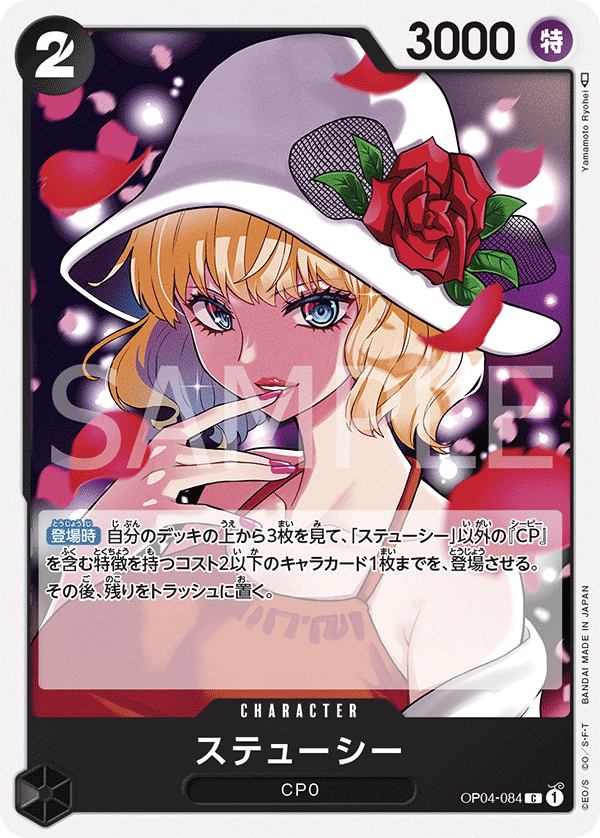 2
3000
特
Yamamoto Ryohei
SAMPLE
登場時 自分のデッキの上から3枚を見て、「ステューシー」以外の『CP』
を含む特徴を持つコスト2以下のキャラカード1枚までを、登場させる。
その後、残りをトラッシュに置く。
CHARACTER
ステューシー
CP0
OP04-084 C 1
©E.O/S ©O/S・F・T BANDAI MADE IN JAPAN